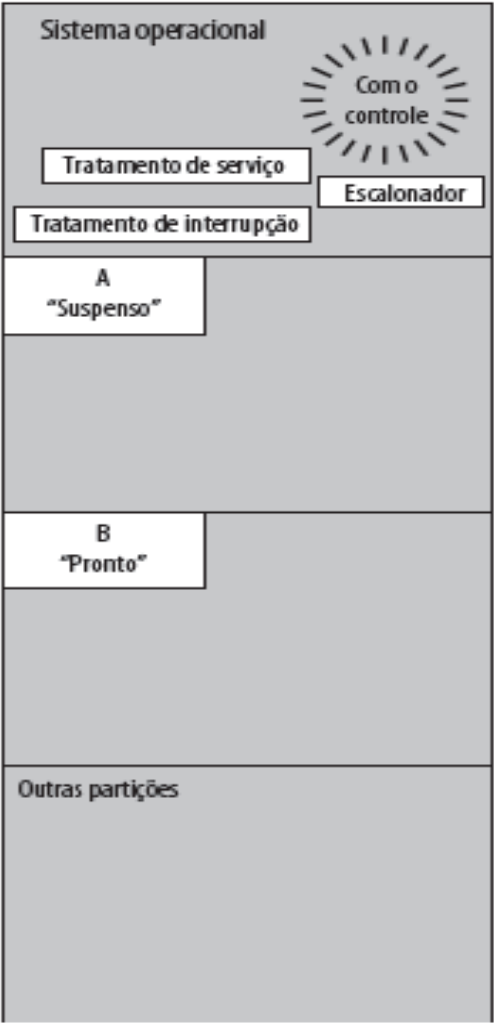 Sistema operacional
Com o
controle
Tratamento de serviço
Escalonador
Tratamento de interrupção
A
“Suspenso”
B
“Pronto”
Outras partições